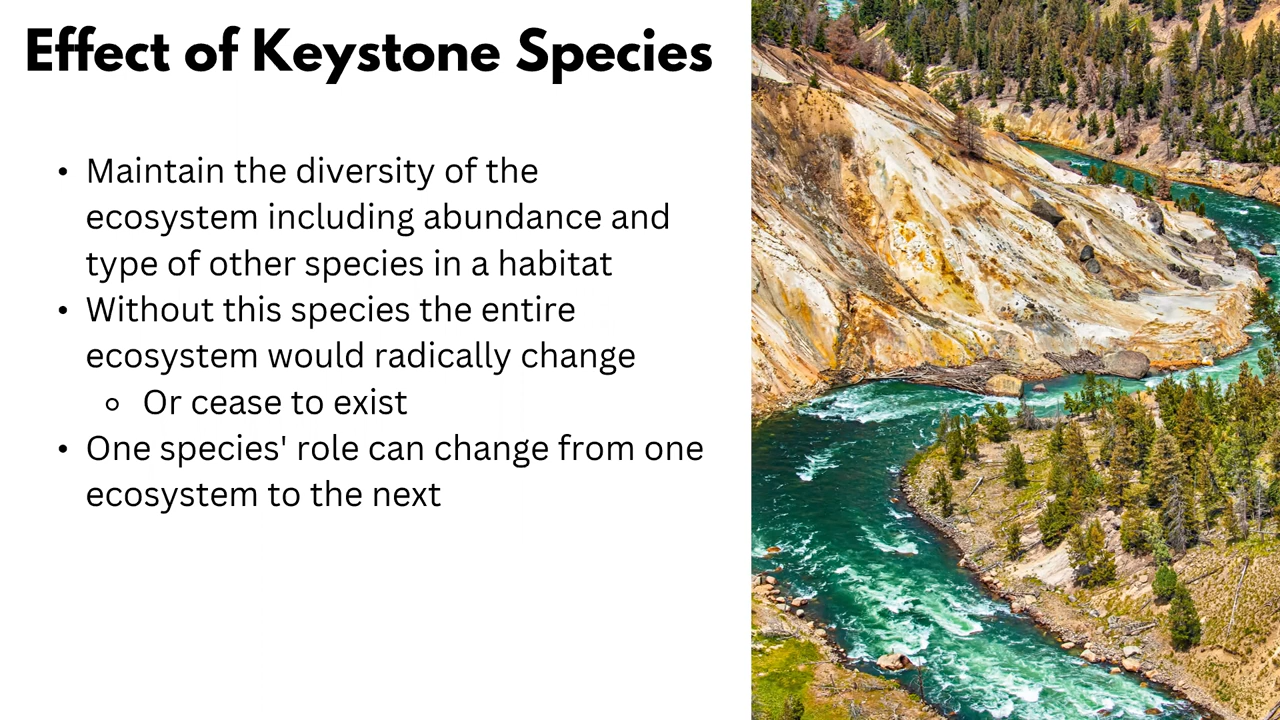 Effect of Keystone Species
• Maintain the diversity of the
ecosystem including abundance and
type of other species in a habitat
• Without this species the entire
ecosystem would radically change
◦ Or cease to exist
• One species' role can change from one
ecosystem to the next